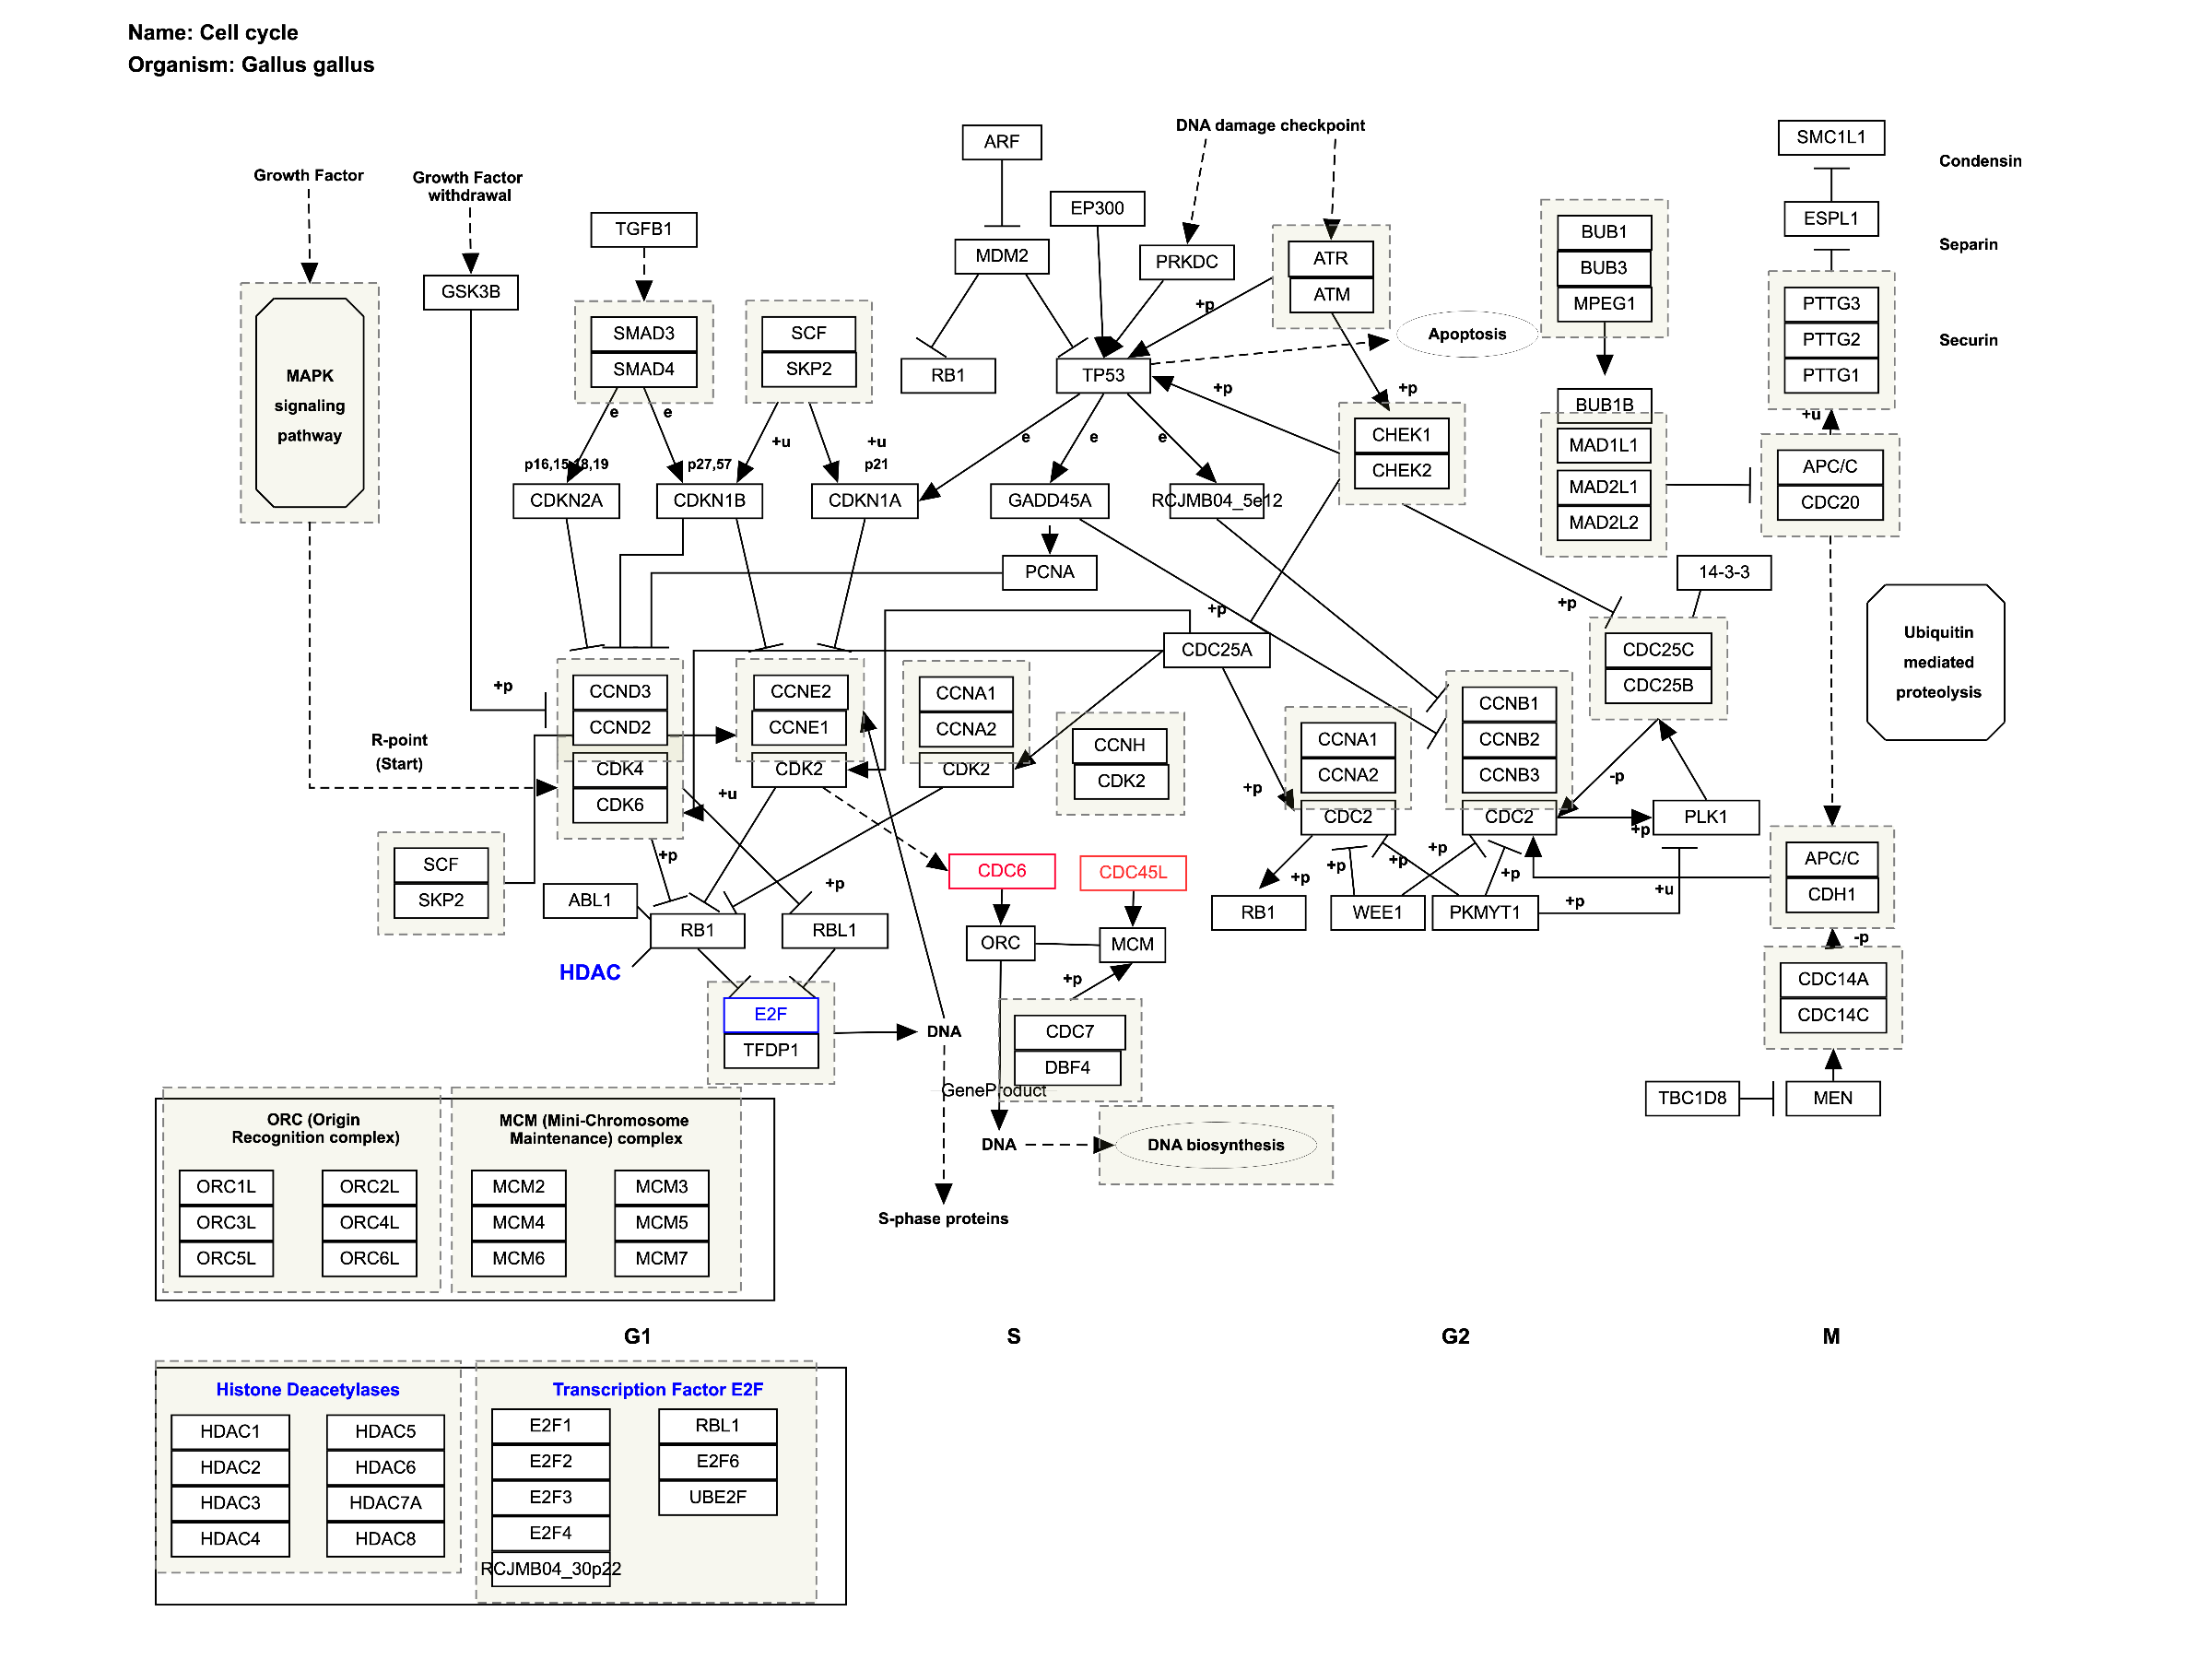 Name: Cell cycle
Organism: Gallus gallus
Growth Factor
Growth Factor
withdrawal
TGFB1
ARF
DNA damage checkpoint
SMC1L1
Condensin
EP300
MDM2
PRKDC
ATR
ATM
BUB1
BUB3
MPEG1
ESPL1
Separin
GSK3B
SMAD3
SMAD4
SCF
SKP2
RB1
TP53
+p
Apoptosis
PTTG3
PTTG2
PTTG1
Securin
MAPK
signaling
pathway
e
e
+u
+u
e
e
e
+p
+p
BUB1B
+u
CHEK1
CHEK2
MAD1L1
MAD2L1
MAD2L2
APC/C
CDC20
p16,15,18,19
p27,57
p21
CDKN2A
CDKN1B
CDKN1A
GADD45A
RCJMB04_5e12
PCNA
14-3-3
+p
+p
Ubiquitin
mediated
proteolysis
CDC25A
CDC25C
CDC25B
+p
CCND3
CCND2
CDK4
CDK6
CCNE2
CCNE1
CDK2
CCNA1
CCNA2
CDK2
CCNH
CDK2
CCNA1
CCNA2
CDC2
CCNB1
CCNB2
CCNB3
CDC2
-p
PLK1
+p
R-point
(Start)
+u
+p
+p
+p
+p
+p
+p
+p
+p
+u
+p
SCF
SKP2
ABL1
RB1
RBL1
HDAC
CDC6
CDC45L
ORC
MCM
RB1
WEE1
PKMYT1
APC/C
CDH1
-p
+p
E2F
TFDP1
DNA
CDC7
DBF4
GeneProduct
CDC14A
CDC14C
TBC1D8
MEN
DNA
DNA biosynthesis
S-phase proteins
ORC (Origin
Recognition complex)
MCM (Mini-Chromosome
Maintenance) complex
ORC1L
ORC2L
MCM2
MCM3
ORC3L
ORC4L
MCM4
MCM5
ORC5L
ORC6L
MCM6
MCM7
G1
S
G2
M
Histone Deacetylases
Transcription Factor E2F
HDAC1
HDAC5
HDAC2
HDAC6
HDAC3
HDAC7A
HDAC4
HDAC8
E2F1
RBL1
E2F2
E2F6
E2F3
UBE2F
E2F4
RCJMB04_30p22